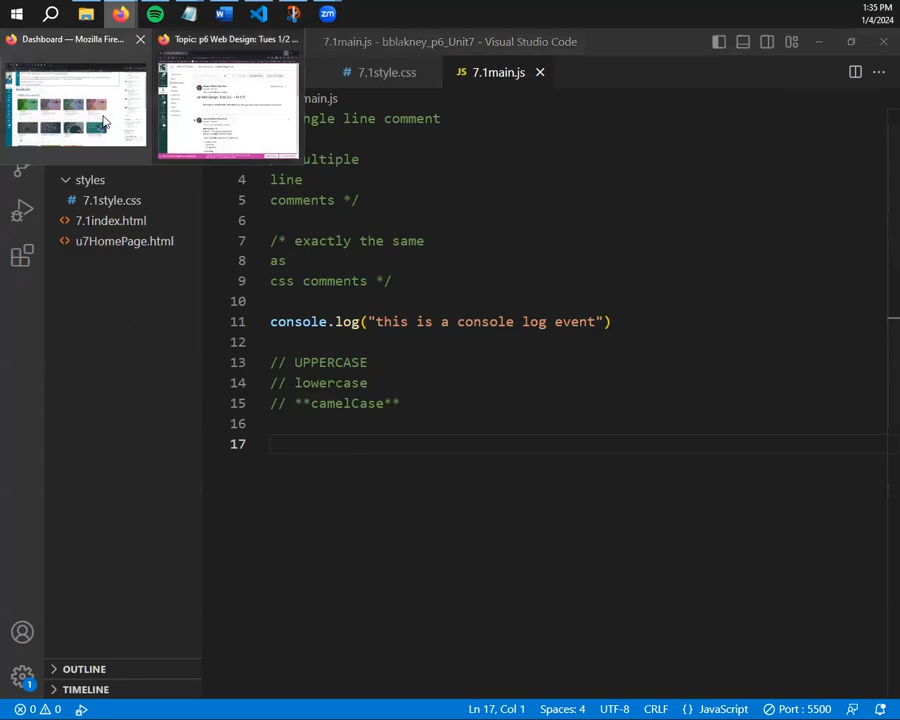 1:35 PM
1/4/2024
Dashboard — Mozilla Fire...
Topic: p6 Web Design: Tues 1/2 ...
7.1main.js - bblakney_p6_Unit7 - Visual Studio Code
# 7.1style.css
JS 7.1main.js
main.js
ngle line comment
ultiple
4 line
5 comments */
6
7 /* exactly the same
8 as
9 css comments */
10
11 console.log("this is a console log event")
12
13 // UPPERCASE
14 // lowercase
15 // **camelCase**
16
17
styles
# 7.1style.css
<> 7.1index.html
<> u7HomePage.html
OUTLINE
TIMELINE
1
0 0
Ln 17, Col 1 Spaces: 4 UTF-8 CRLF {} JavaScript Port : 5500